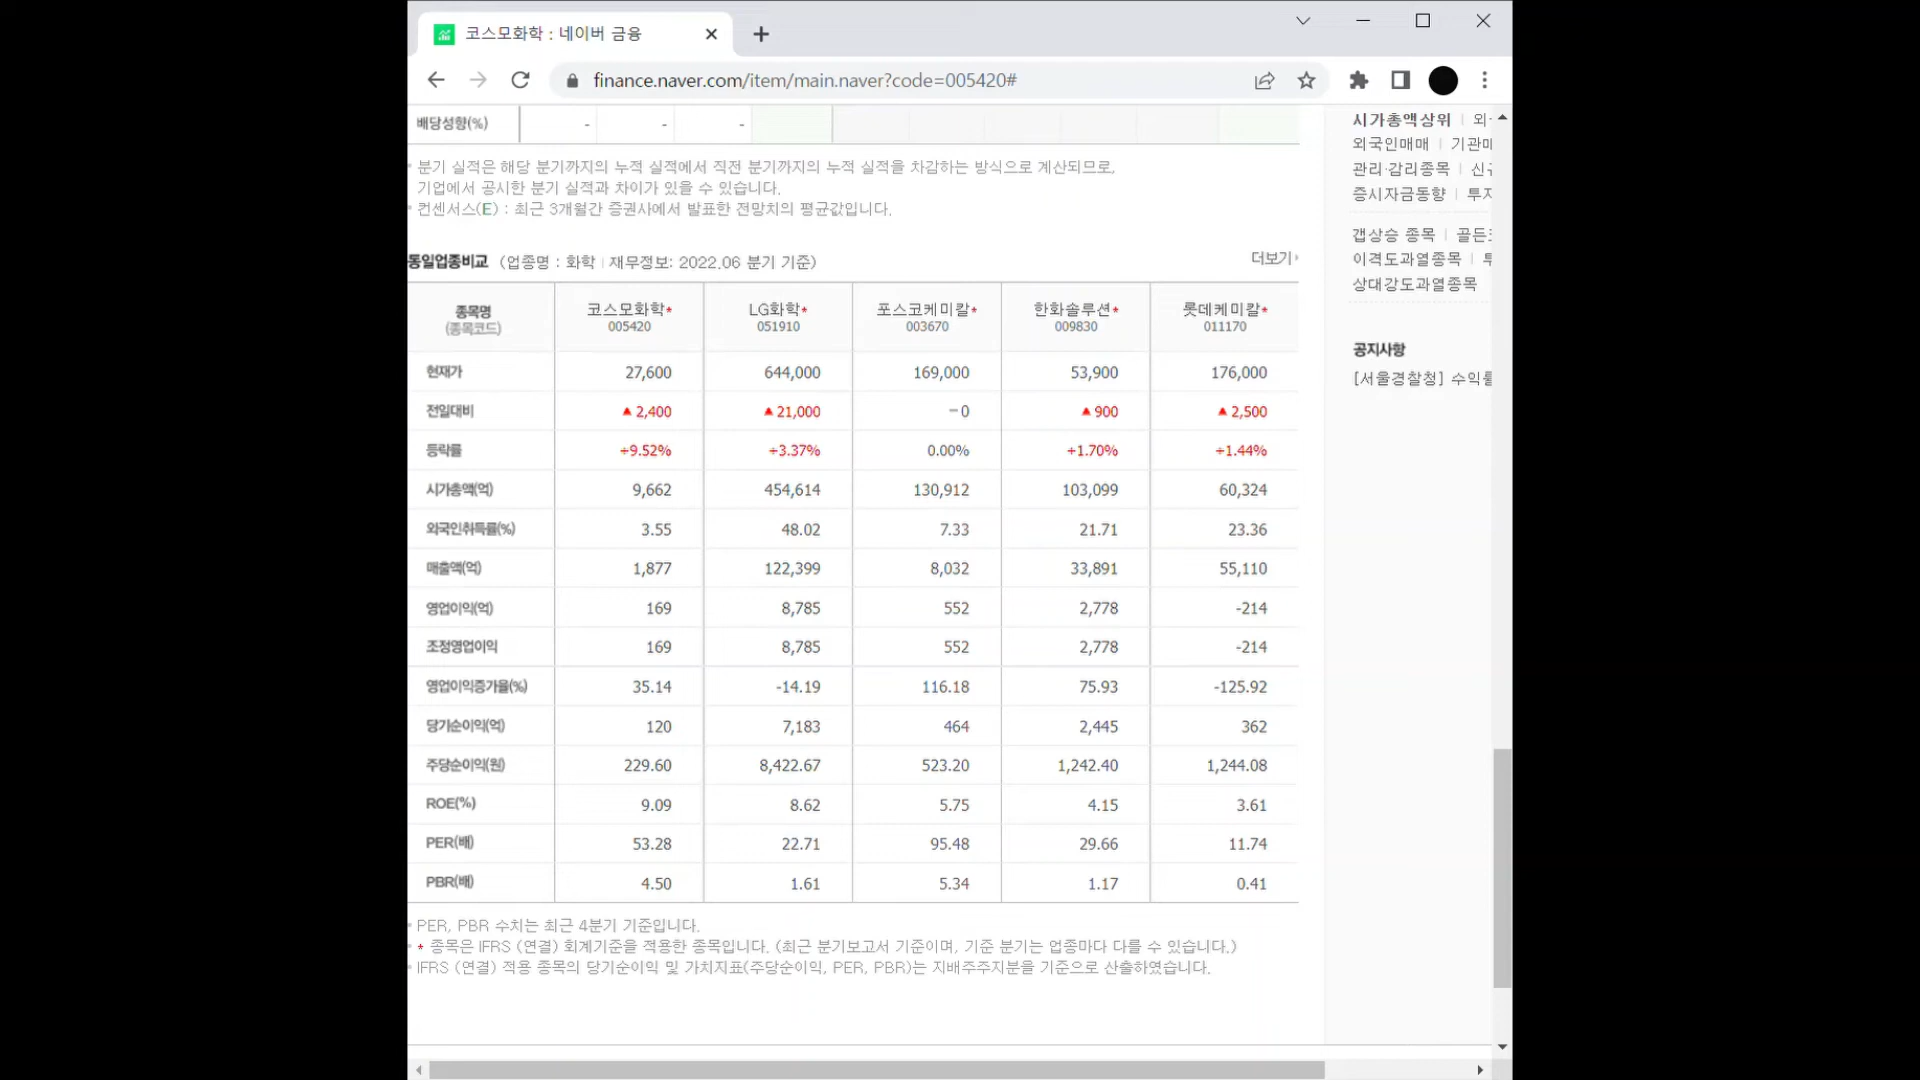 코스모화학 : 네이버 금융
finance.naver.com/item/main.naver?code=005420#
배당성향(%) - - -
분기 실적은 해당 분기까지의 누적 실적에서 직전 분기까지의 누적 실적을 차감하는 방식으로 계산되므로,
기업에서 공시한 분기 실적과 차이가 있을 수 있습니다.
컨센서스(E) : 최근 3개월간 증권사에서 발표한 전망치의 평균값입니다.
동일업종비교 (업종명 : 화학 | 재무정보: 2022.06 분기 기준)
더보기
종목명 코스모화학* LG화학* 포스코케미칼* 한화솔루션* 롯데케미칼*
(종목코드) 005420 051910 003670 009830 011170
현재가 27,600 644,000 169,000 53,900 176,000
전일대비 ▲2,400 ▲21,000 -0 ▲900 ▲2,500
등락률 +9.52% +3.37% 0.00% +1.70% +1.44%
시가총액(억) 9,662 454,614 130,912 103,099 60,324
외국인취득률(%) 3.55 48.02 7.33 21.71 23.36
매출액(억) 1,877 122,399 8,032 33,891 55,110
영업이익(억) 169 8,785 552 2,778 -214
조정영업이익 169 8,785 552 2,778 -214
영업이익증가율(%) 35.14 -14.19 116.18 75.93 -125.92
당기순이익(억) 120 7,183 464 2,445 362
주당순이익(원) 229.60 8,422.67 523.20 1,242.40 1,244.08
ROE(%) 9.09 8.62 5.75 4.15 3.61
PER(배) 53.28 22.71 95.48 29.66 11.74
PBR(배) 4.50 1.61 5.34 1.17 0.41
PER, PBR 수치는 최근 4분기 기준입니다.
* 종목은 IFRS (연결) 회계기준을 적용한 종목입니다. (최근 분기보고서 기준이며, 기준 분기는 업종마다 다를 수 있습니다.)
IFRS (연결) 적용 종목의 당기순이익 및 가치지표(주당순이익, PER, PBR)는 지배주주지분을 기준으로 산출하였습니다.
시가총액상위 | 외
외국인매매 | 기관매
관리·감리종목 | 신규
증시자금동향 | 투자
갭상승 종목 | 골든
이격도과열종목 | 투
상대강도과열종목
공지사항
[서울경찰청] 수익률